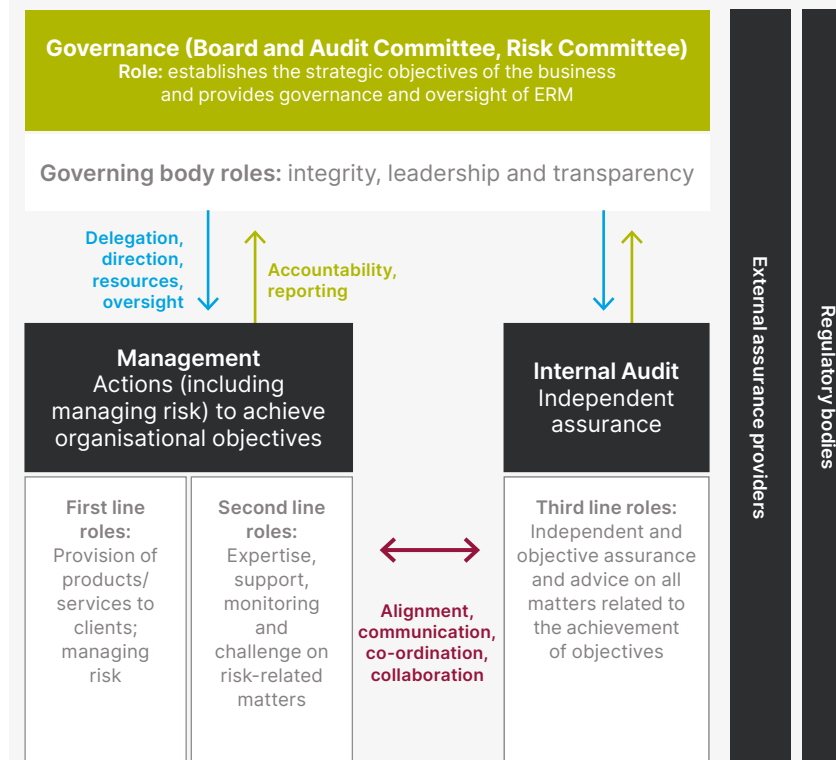 Governance (Board and Audit Committee, Risk Committee)
Role: establishes the strategic objectives of the business
and provides governance and oversight of ERM
Governing body roles: integrity, leadership and transparency
Delegation,
direction,
resources,
oversight
Accountability,
reporting
Management
Actions (including
managing risk) to achieve
organisational objectives
Internal Audit
Independent
assurance
First line
roles:
Provision of
products/
services to
clients;
managing
risk
Second line
roles:
Expertise,
support,
monitoring
and
challenge on
risk-related
matters
Alignment,
communication,
co-ordination,
collaboration
Third line roles:
Independent and
objective assurance
and advice on all
matters related to
the achievement
of objectives
External assurance providers
Regulatory bodies